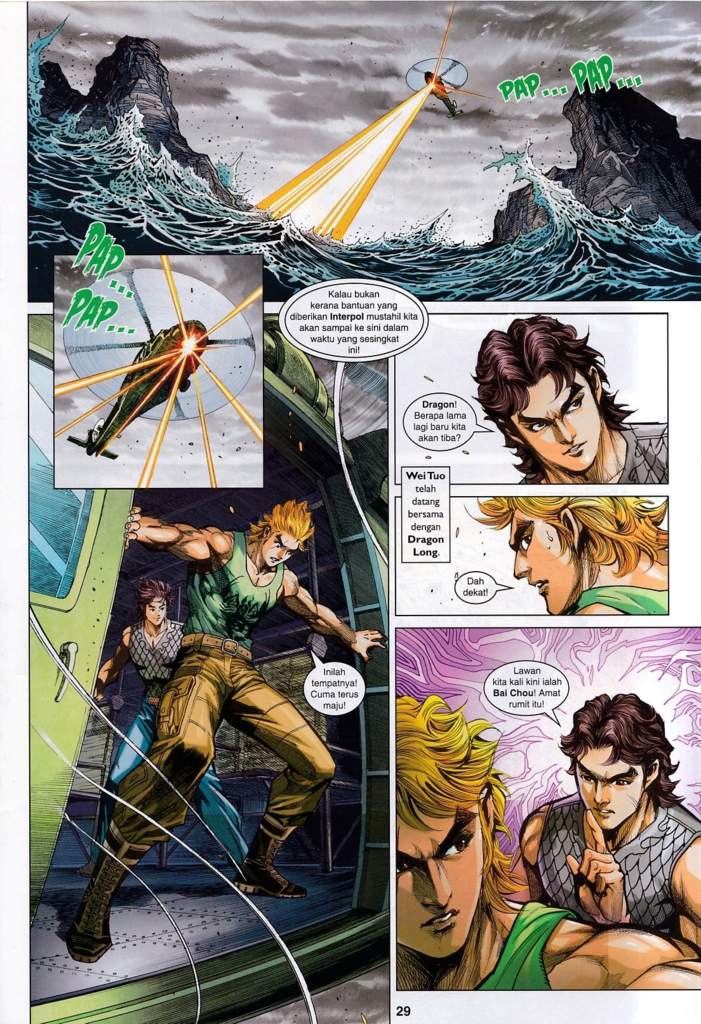 PAP... PAP...
PAP...
PAP...
Kalau bukan
kerana bantuan yang
diberikan Interpol mustahil kita
akan sampai ke sini dalam
waktu yang sesingkat
ini!
Dragon!
Berapa lama
lagi baru kita
akan tiba?
Wei Tuo
telah
datang
bersama
dengan
Dragon
Long.
Dah
dekat!
Inilah
tempatnya!
Cuma terus
maju!
Lawan
kita kali kini ialah
Bai Chou! Amat
rumit itu!
29